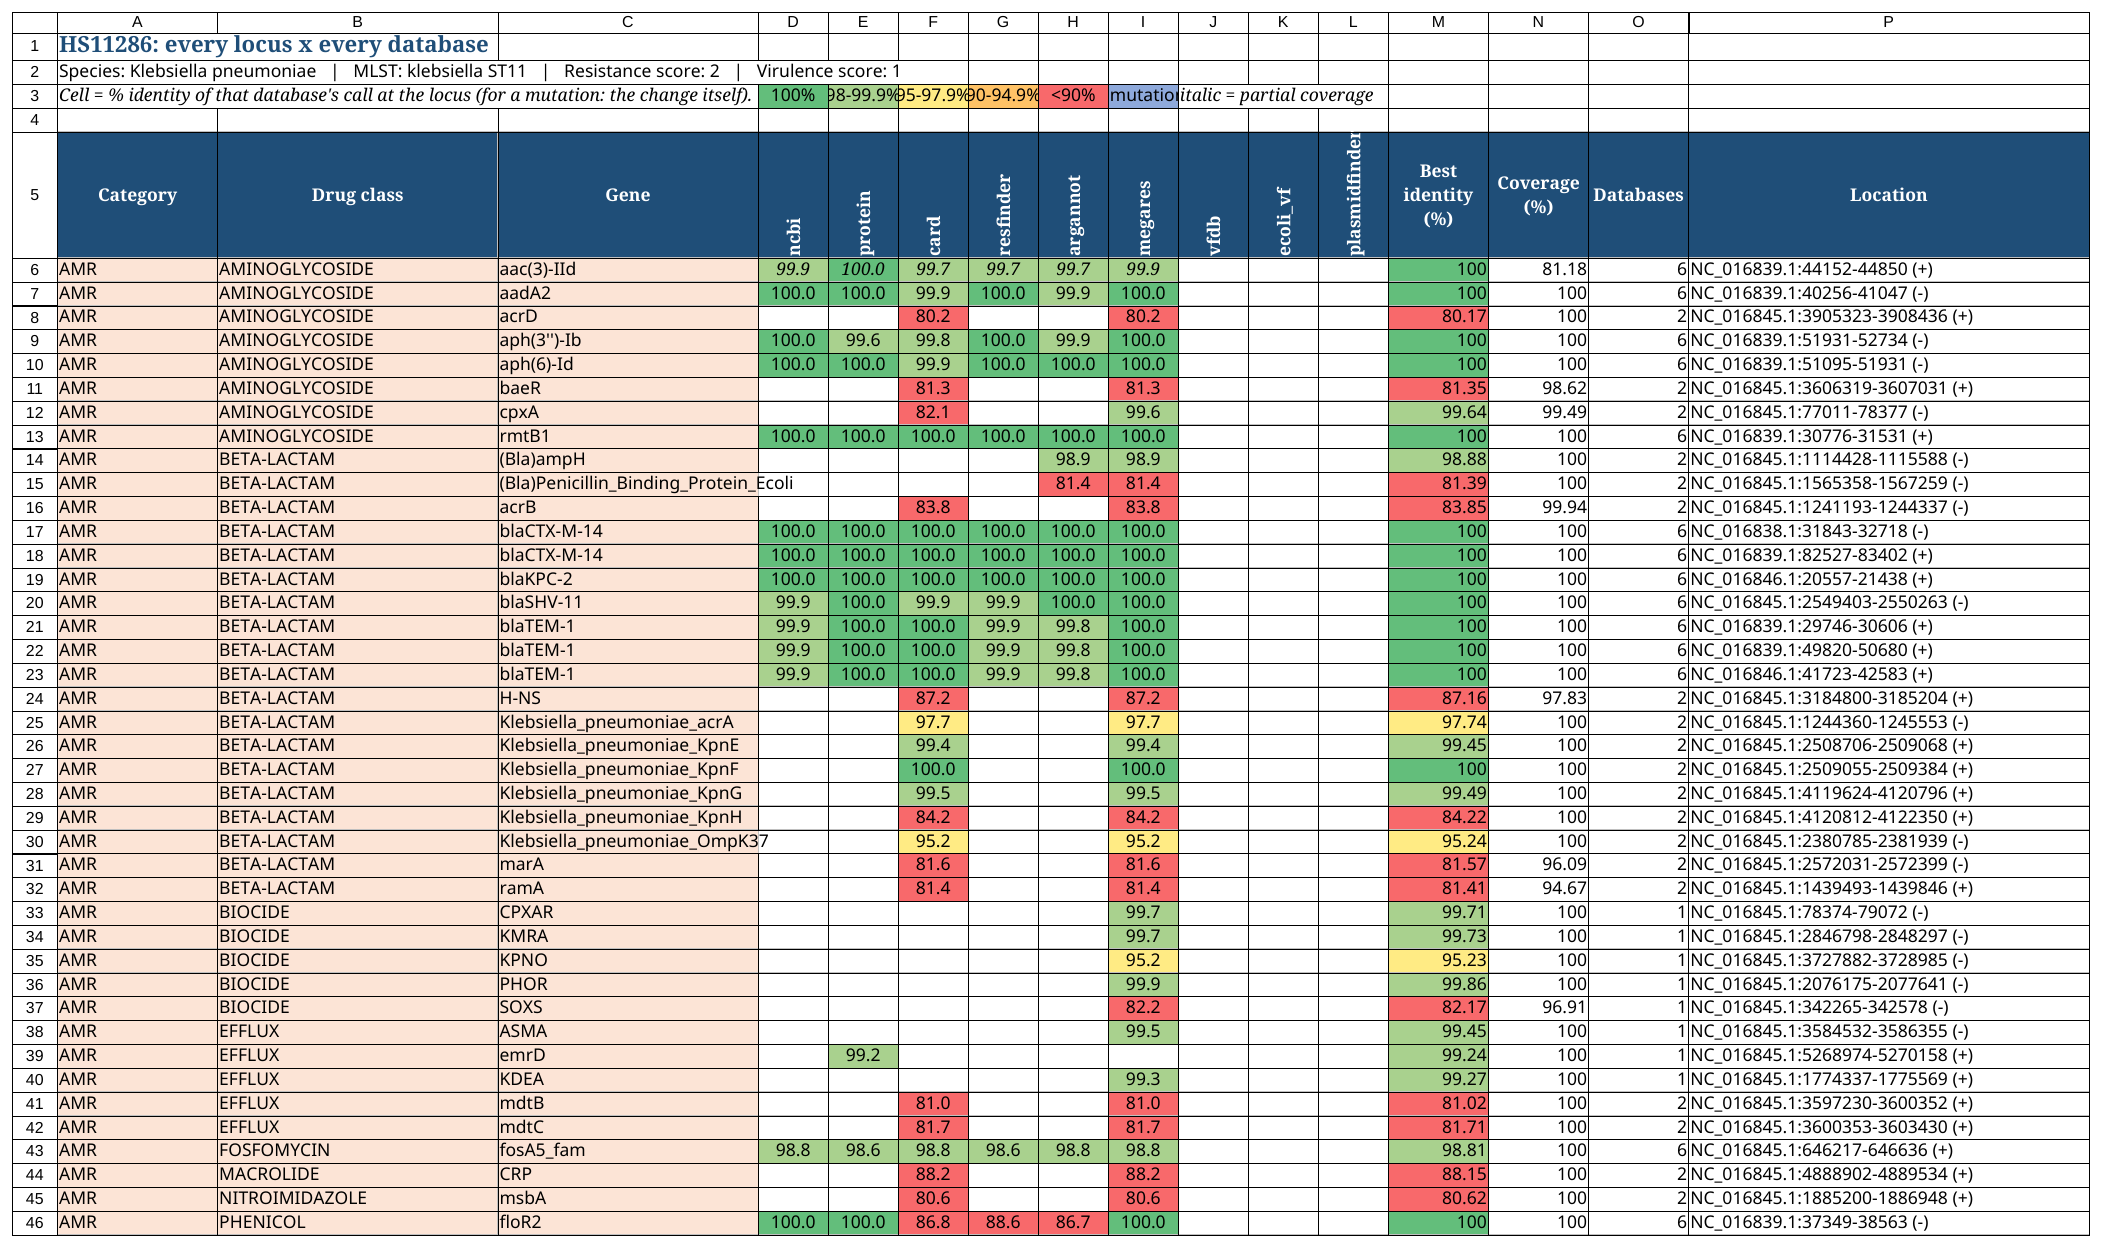 A B C D E F G H I J K L M N O P
1 HS11286: every locus x every database
2 Species: Klebsiella pneumoniae | MLST: klebsiella ST11 | Resistance score: 2 | Virulence score: 1
3 Cell = % identity of that database's call at the locus (for a mutation: the change itself). 100% 98-99.9% 95-97.9% 90-94.9% <90% mutation italic = partial coverage
4
5 Category Drug class Gene ncbi protein card resfinder argannot megares vfdb ecoli_vf plasmidfinder Best identity (%) Coverage (%) Databases Location
6 AMR AMINOGLYCOSIDE aac(3)-IId 99.9 100.0 99.7 99.7 99.7 99.9 100 81.18 6 NC_016839.1:44152-44850 (+)
7 AMR AMINOGLYCOSIDE aadA2 100.0 100.0 99.9 100.0 99.9 100.0 100 100 6 NC_016839.1:40256-41047 (-)
8 AMR AMINOGLYCOSIDE acrD 80.2 80.2 80.17 100 2 NC_016845.1:3905323-3908436 (+)
9 AMR AMINOGLYCOSIDE aph(3'')-Ib 100.0 99.6 99.8 100.0 99.9 100.0 100 100 6 NC_016839.1:51931-52734 (-)
10 AMR AMINOGLYCOSIDE aph(6)-Id 100.0 100.0 99.9 100.0 100.0 100.0 100 100 6 NC_016839.1:51095-51931 (-)
11 AMR AMINOGLYCOSIDE baeR 81.3 81.3 81.35 98.62 2 NC_016845.1:3606319-3607031 (+)
12 AMR AMINOGLYCOSIDE cpxA 82.1 99.6 99.64 99.49 2 NC_016845.1:77011-78377 (-)
13 AMR AMINOGLYCOSIDE rmtB1 100.0 100.0 100.0 100.0 100.0 100.0 100 100 6 NC_016839.1:30776-31531 (+)
14 AMR BETA-LACTAM (Bla)ampH 98.9 98.9 98.88 100 2 NC_016845.1:1114428-1115588 (-)
15 AMR BETA-LACTAM (Bla)Penicillin_Binding_Protein_Ecoli 81.4 81.4 81.39 100 2 NC_016845.1:1565358-1567259 (-)
16 AMR BETA-LACTAM acrB 83.8 83.8 83.85 99.94 2 NC_016845.1:1241193-1244337 (-)
17 AMR BETA-LACTAM blaCTX-M-14 100.0 100.0 100.0 100.0 100.0 100.0 100 100 6 NC_016838.1:31843-32718 (-)
18 AMR BETA-LACTAM blaCTX-M-14 100.0 100.0 100.0 100.0 100.0 100.0 100 100 6 NC_016839.1:82527-83402 (+)
19 AMR BETA-LACTAM blaKPC-2 100.0 100.0 100.0 100.0 100.0 100.0 100 100 6 NC_016846.1:20557-21438 (+)
20 AMR BETA-LACTAM blaSHV-11 99.9 100.0 99.9 99.9 100.0 100.0 100 100 6 NC_016845.1:2549403-2550263 (-)
21 AMR BETA-LACTAM blaTEM-1 99.9 100.0 100.0 99.9 99.8 100.0 100 100 6 NC_016839.1:29746-30606 (+)
22 AMR BETA-LACTAM blaTEM-1 99.9 100.0 100.0 99.9 99.8 100.0 100 100 6 NC_016839.1:49820-50680 (+)
23 AMR BETA-LACTAM blaTEM-1 99.9 100.0 100.0 99.9 99.8 100.0 100 100 6 NC_016846.1:41723-42583 (+)
24 AMR BETA-LACTAM H-NS 87.2 87.2 87.16 97.83 2 NC_016845.1:3184800-3185204 (+)
25 AMR BETA-LACTAM Klebsiella_pneumoniae_acrA 97.7 97.7 97.74 100 2 NC_016845.1:1244360-1245553 (-)
26 AMR BETA-LACTAM Klebsiella_pneumoniae_KpnE 99.4 99.4 99.45 100 2 NC_016845.1:2508706-2509068 (+)
27 AMR BETA-LACTAM Klebsiella_pneumoniae_KpnF 100.0 100.0 100 100 2 NC_016845.1:2509055-2509384 (+)
28 AMR BETA-LACTAM Klebsiella_pneumoniae_KpnG 99.5 99.5 99.49 100 2 NC_016845.1:4119624-4120796 (+)
29 AMR BETA-LACTAM Klebsiella_pneumoniae_KpnH 84.2 84.2 84.22 100 2 NC_016845.1:4120812-4122350 (+)
30 AMR BETA-LACTAM Klebsiella_pneumoniae_OmpK37 95.2 95.2 95.24 100 2 NC_016845.1:2380785-2381939 (-)
31 AMR BETA-LACTAM marA 81.6 81.6 81.57 96.09 2 NC_016845.1:2572031-2572399 (-)
32 AMR BETA-LACTAM ramA 81.4 81.4 81.41 94.67 2 NC_016845.1:1439493-1439846 (+)
33 AMR BIOCIDE CPXAR 99.7 99.71 100 1 NC_016845.1:78374-79072 (-)
34 AMR BIOCIDE KMRA 99.7 99.73 100 1 NC_016845.1:2846798-2848297 (-)
35 AMR BIOCIDE KPNO 95.2 95.23 100 1 NC_016845.1:3727882-3728985 (-)
36 AMR BIOCIDE PHOR 99.9 99.86 100 1 NC_016845.1:2076175-2077641 (-)
37 AMR BIOCIDE SOXS 82.2 82.17 96.91 1 NC_016845.1:342265-342578 (-)
38 AMR EFFLUX ASMA 99.5 99.45 100 1 NC_016845.1:3584532-3586355 (-)
39 AMR EFFLUX emrD 99.2 99.24 100 1 NC_016845.1:5268974-5270158 (+)
40 AMR EFFLUX KDEA 99.3 99.27 100 1 NC_016845.1:1774337-1775569 (+)
41 AMR EFFLUX mdtB 81.0 81.0 81.02 100 2 NC_016845.1:3597230-3600352 (+)
42 AMR EFFLUX mdtC 81.7 81.7 81.71 100 2 NC_016845.1:3600353-3603430 (+)
43 AMR FOSFOMYCIN fosA5_fam 98.8 98.6 98.8 98.6 98.8 98.8 98.81 100 6 NC_016845.1:646217-646636 (+)
44 AMR MACROLIDE CRP 88.2 88.2 88.15 100 2 NC_016845.1:4888902-4889534 (+)
45 AMR NITROIMIDAZOLE msbA 80.6 80.6 80.62 100 2 NC_016845.1:1885200-1886948 (+)
46 AMR PHENICOL floR2 100.0 100.0 86.8 88.6 86.7 100.0 100 100 6 NC_016839.1:37349-38563 (-)